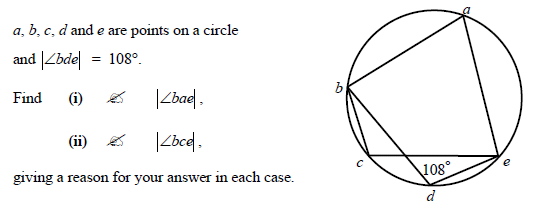 a, b, c, d and e are points on a circle
and |∠bde| = 108°.
Find (i) |∠bae|,
(ii) |∠bce|,
giving a reason for your answer in each case.
a
b
c
108°
e
d